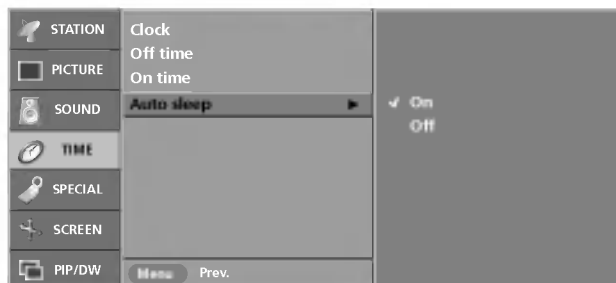 STATION
PICTURE
SOUND
TIME
SPECIAL
SCREEN
PIP/DW
Clock
Off time
On time
Auto sleep
On
Off
Menu Prev.